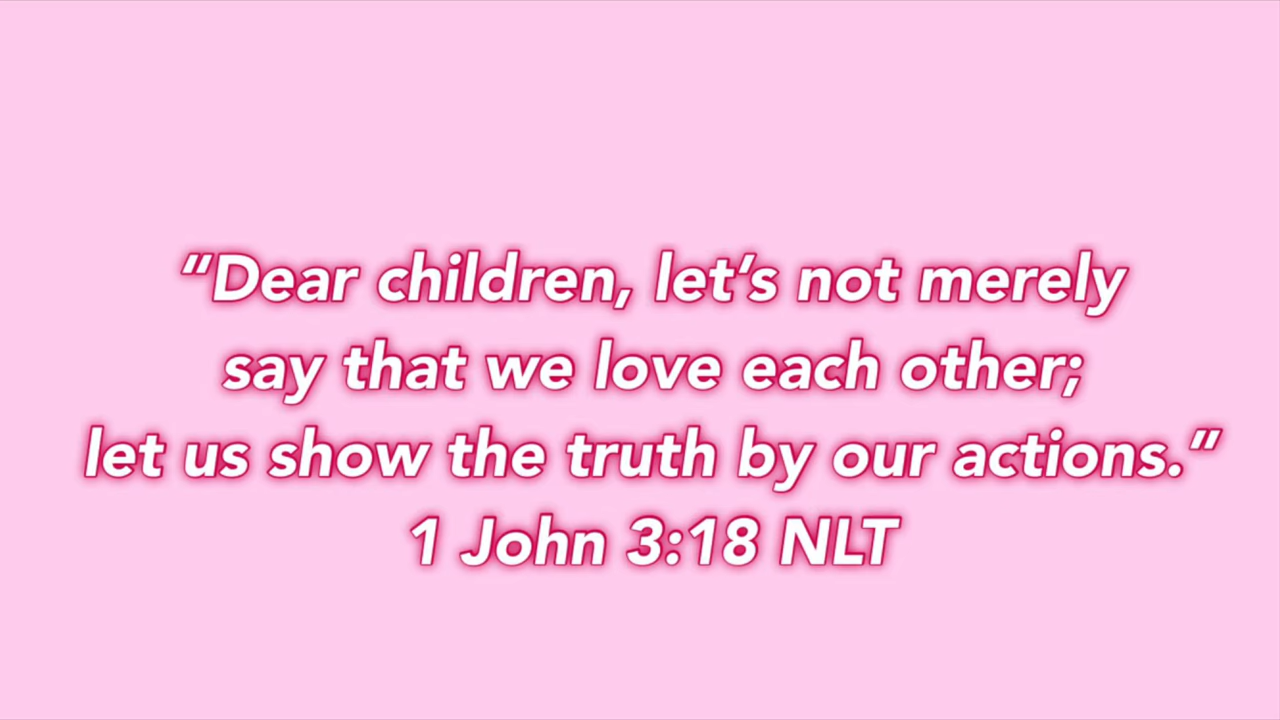 “Dear children, let’s not merely
say that we love each other;
let us show the truth by our actions.”
1 John 3:18 NLT